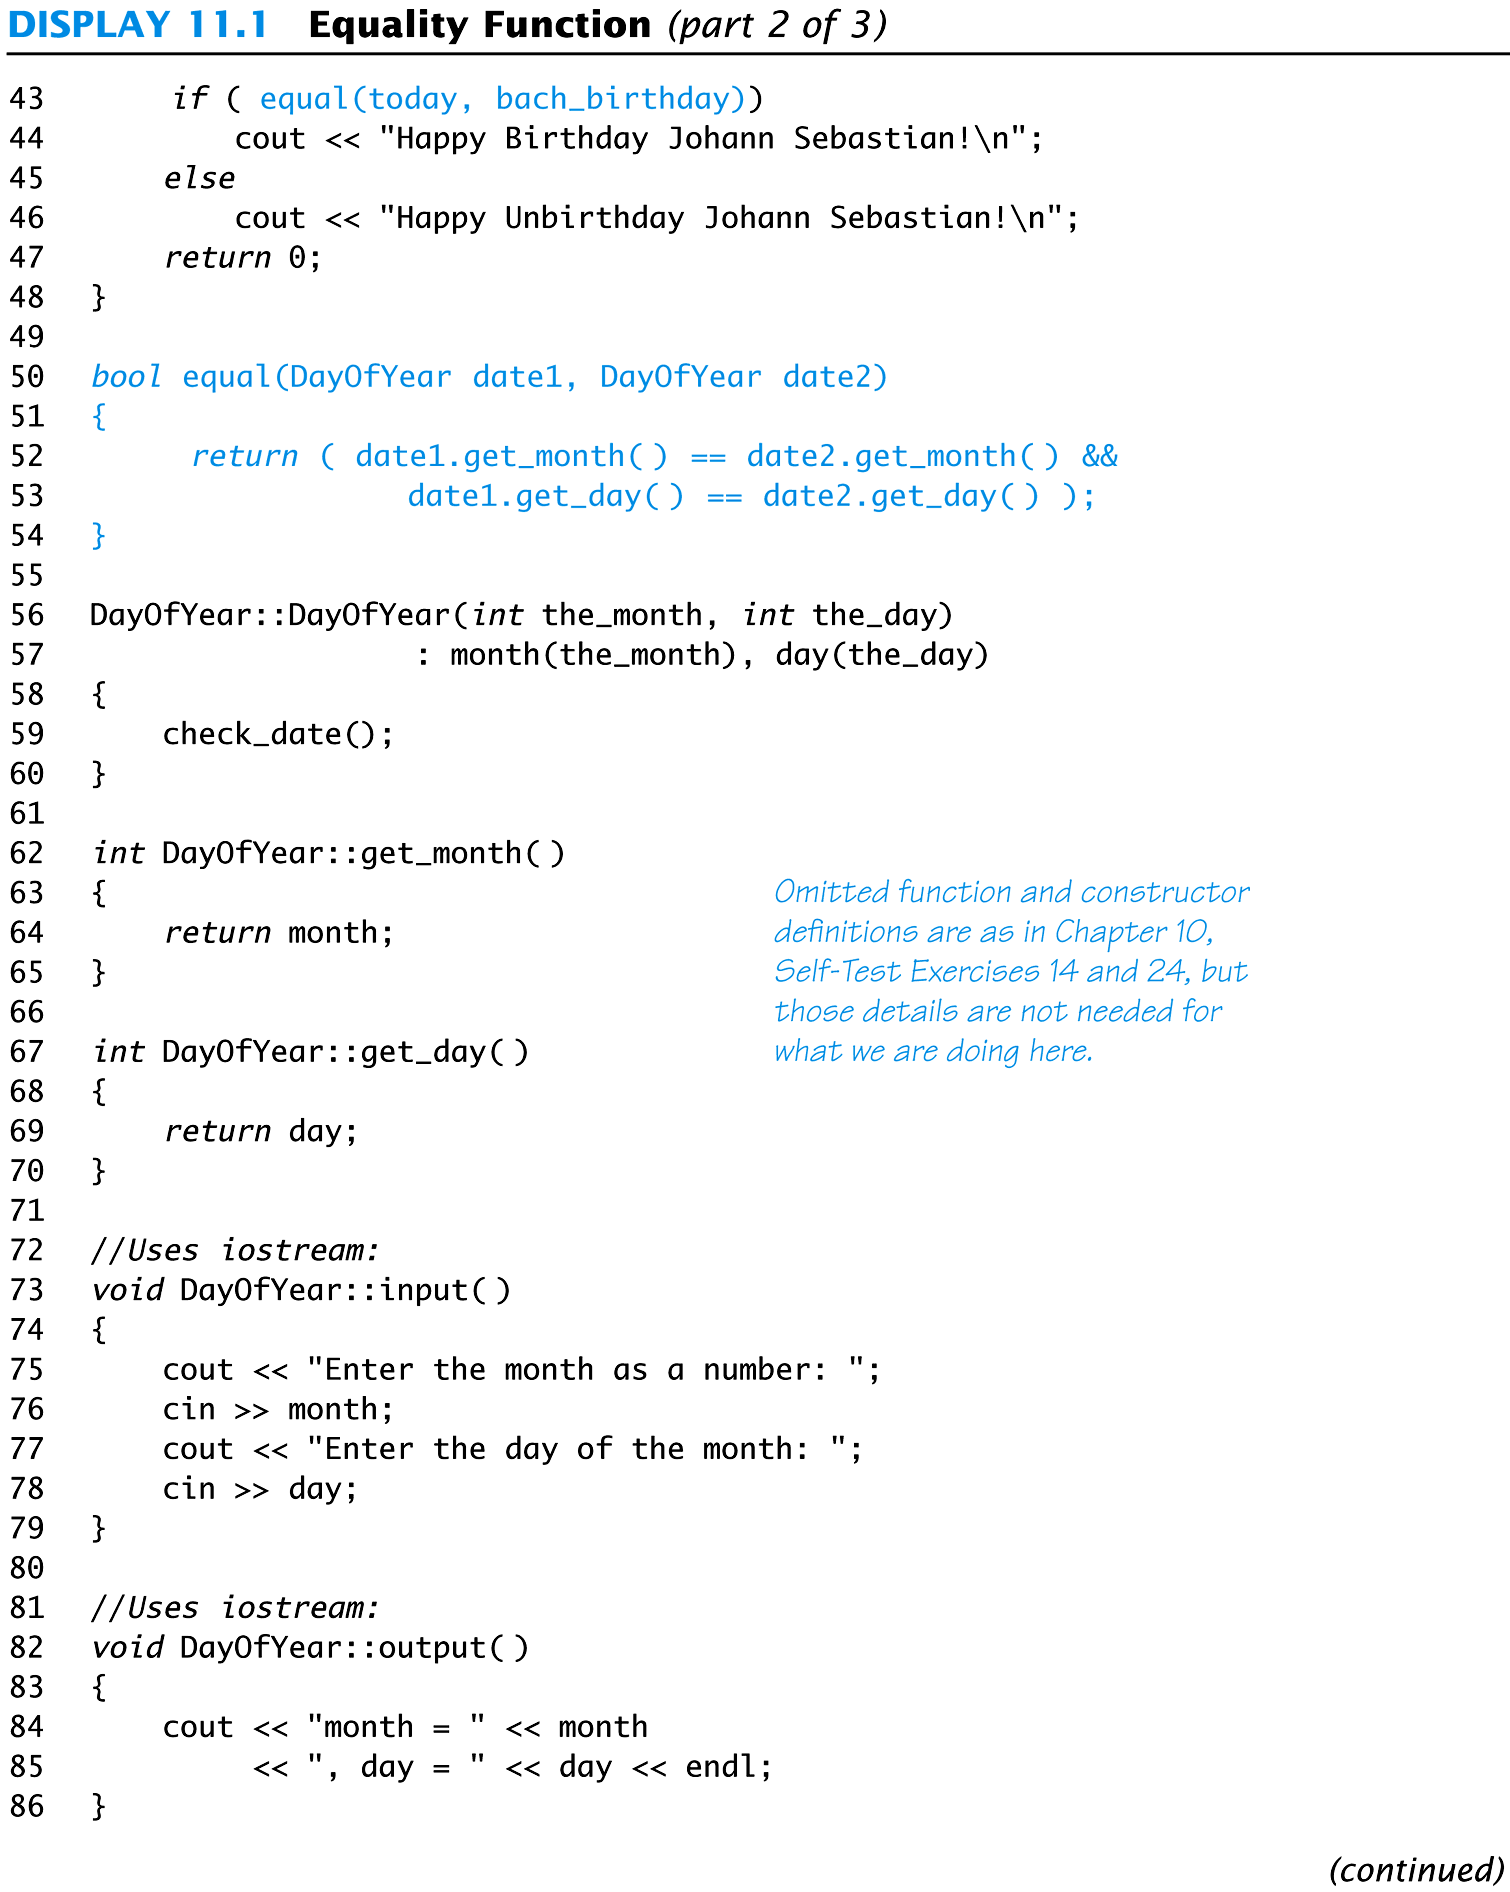 DISPLAY 11.1 Equality Function (part 2 of 3)
43 if ( equal(today, bach_birthday))
44 cout << "Happy Birthday Johann Sebastian!\n";
45 else
46 cout << "Happy Unbirthday Johann Sebastian!\n";
47 return 0;
48 }
49
50 bool equal(DayOfYear date1, DayOfYear date2)
51 {
52 return ( date1.get_month( ) == date2.get_month( ) &&
53 date1.get_day( ) == date2.get_day( ) );
54 }
55
56 DayOfYear::DayOfYear(int the_month, int the_day)
57 : month(the_month), day(the_day)
58 {
59 check_date();
60 }
61
62 int DayOfYear::get_month( )
63 {
64 return month;
65 }
66
67 int DayOfYear::get_day( )
68 {
69 return day;
70 }
71
Omitted function and constructor
definitions are as in Chapter 10,
Self-Test Exercises 14 and 24, but
those details are not needed for
what we are doing here.
72 //Uses iostream:
73 void DayOfYear::input( )
74 {
75 cout << "Enter the month as a number: ";
76 cin >> month;
77 cout << "Enter the day of the month: ";
78 cin >> day;
79 }
80
81 //Uses iostream:
82 void DayOfYear::output( )
83 {
84 cout << "month = " << month
85 << ", day = " << day << endl;
86 }
(continued)